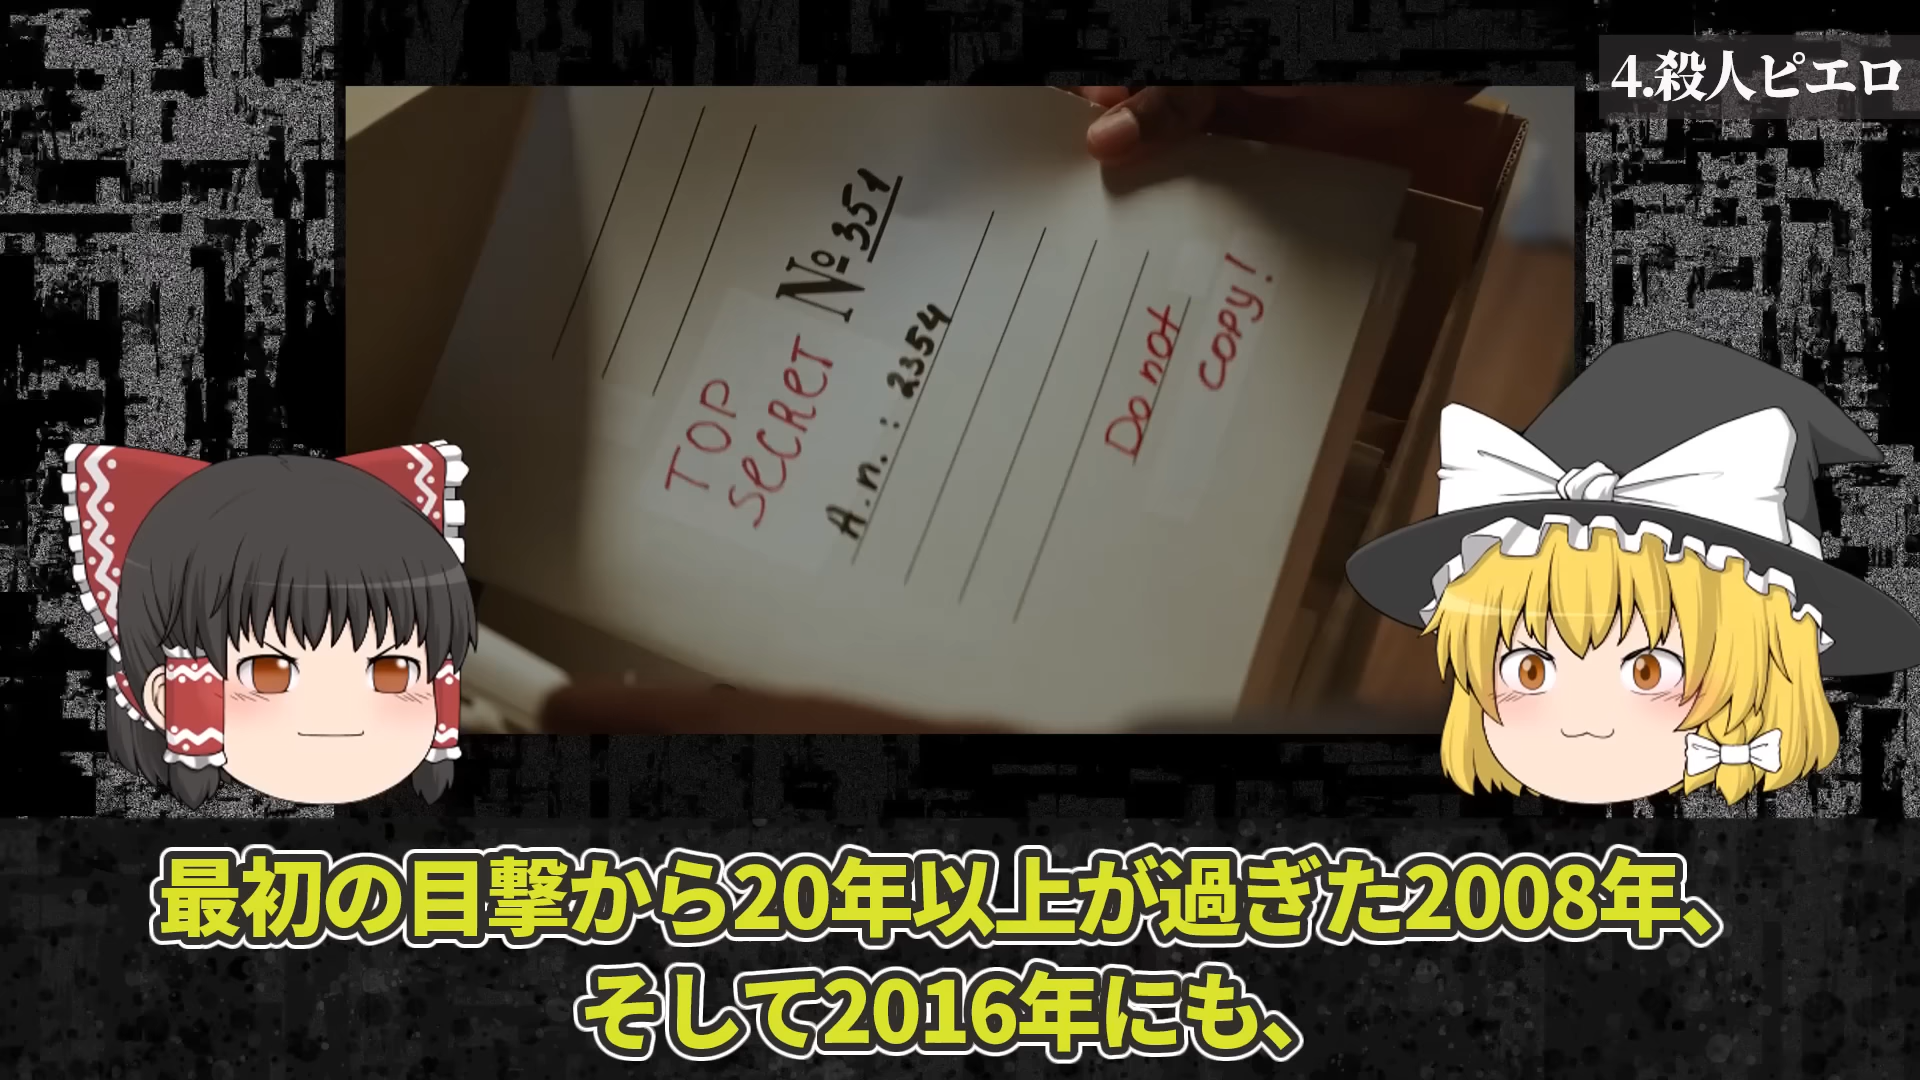 4.殺人ピエロ
TOP
SECRET
№351
A.n.: 2354
Do not
copy!
最初の目撃から20年以上が過ぎた2008年、
そして2016年にも、